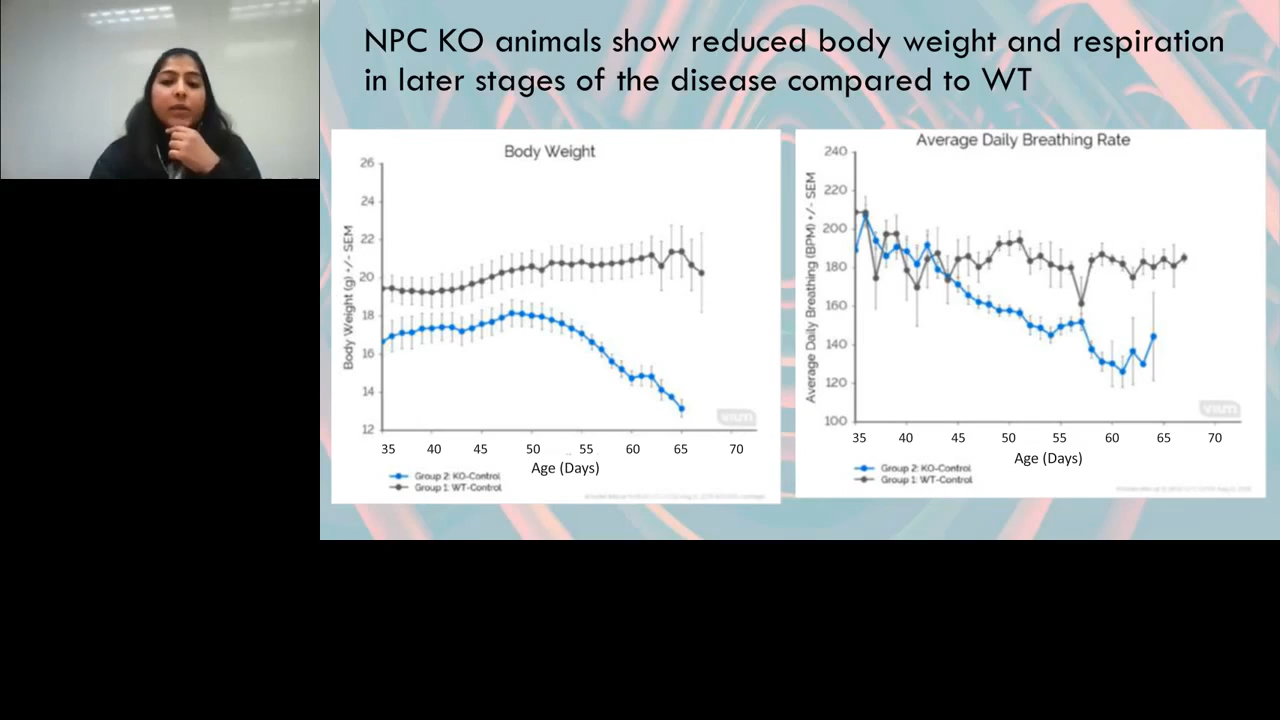 NPC KO animals show reduced body weight and respiration
in later stages of the disease compared to WT
Body Weight
26
24
22
20
18
16
14
12
Body Weight (g) +/- SEM
35 40 45 50 55 60 65 70
Age (Days)
Group 2: KO-Control
Group 1: WT-Control
Average Daily Breathing Rate
240
220
200
180
160
140
120
100
Average Daily Breathing (BPM) +/- SEM
35 40 45 50 55 60 65 70
Age (Days)
Group 2: KO-Control
Group 1: WT-Control